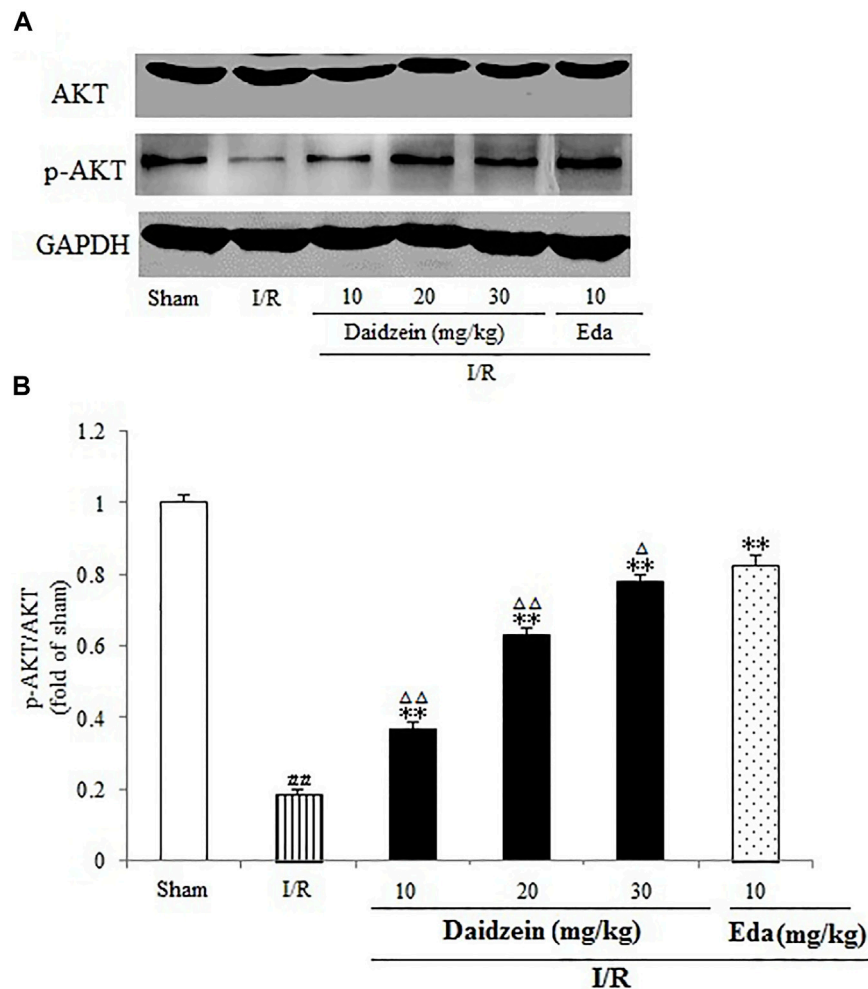 A
AKT
p-AKT
GAPDH
Sham I/R 10 20 30 10
Daidzein (mg/kg) Eda
I/R
B
p-AKT/AKT
(fold of sham)
1.2
1
0.8
0.6
0.4
0.2
0
##
△△
**
△△
**
△
**
**
Sham I/R 10 20 30 10
Daidzein (mg/kg) Eda(mg/kg)
I/R